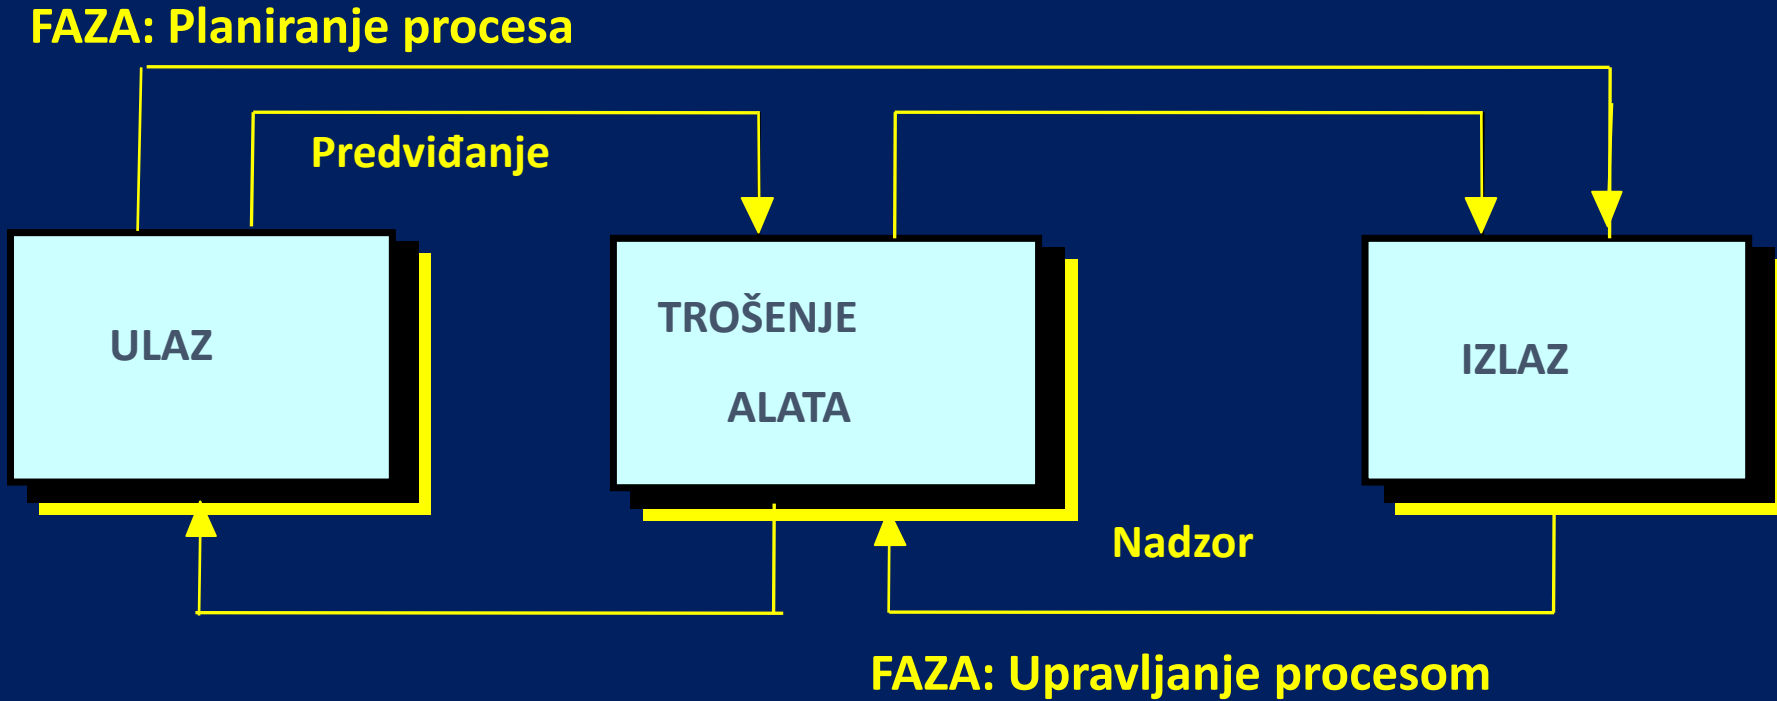 FAZA: Planiranje procesa
Predviđanje
ULAZ
TROŠENJE
ALATA
IZLAZ
Nadzor
FAZA: Upravljanje procesom